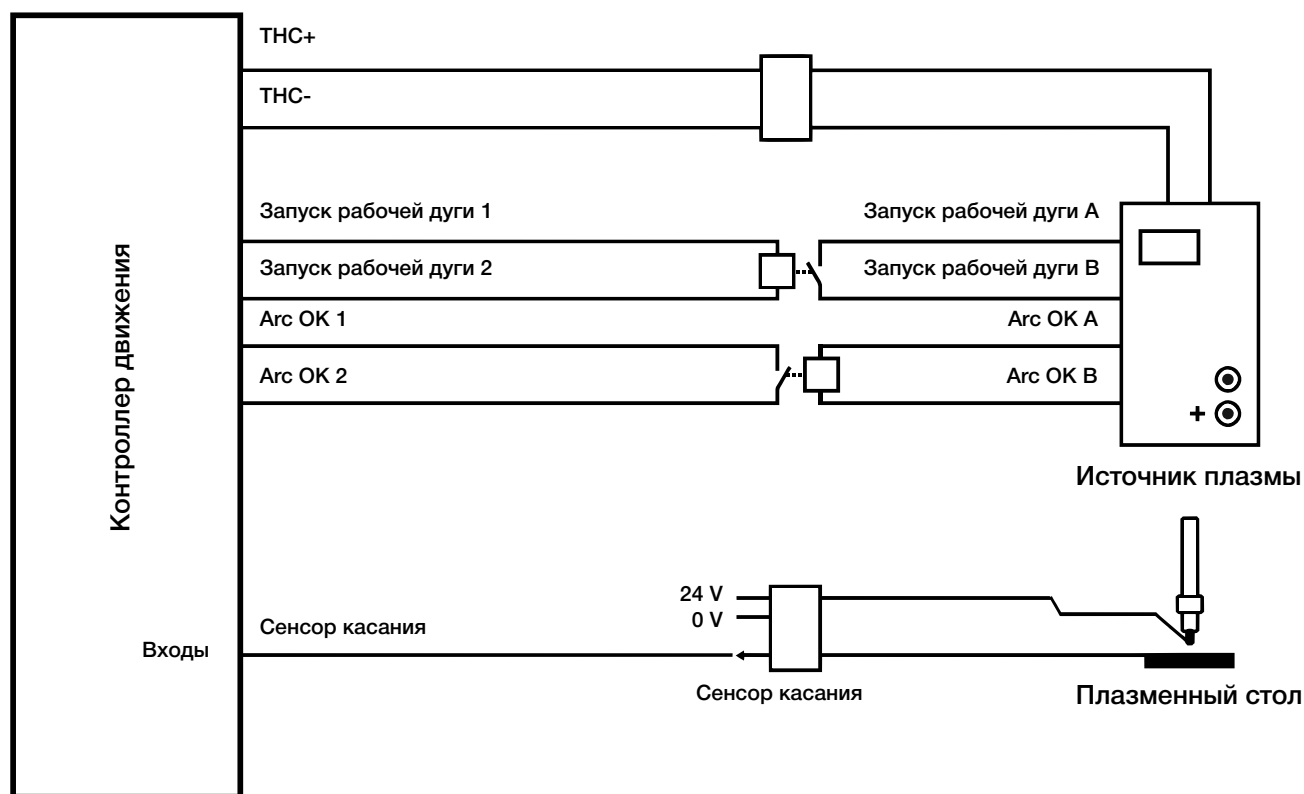 THC+
THC-
Запуск рабочей дуги 1
Запуск рабочей дуги А
Запуск рабочей дуги 2
Запуск рабочей дуги В
Arc OK 1
Arc OK A
Arc OK 2
Arc OK B
+
Контроллер движения
Источник плазмы
24 V
0 V
Сенсор касания
Входы
Сенсор касания
Плазменный стол